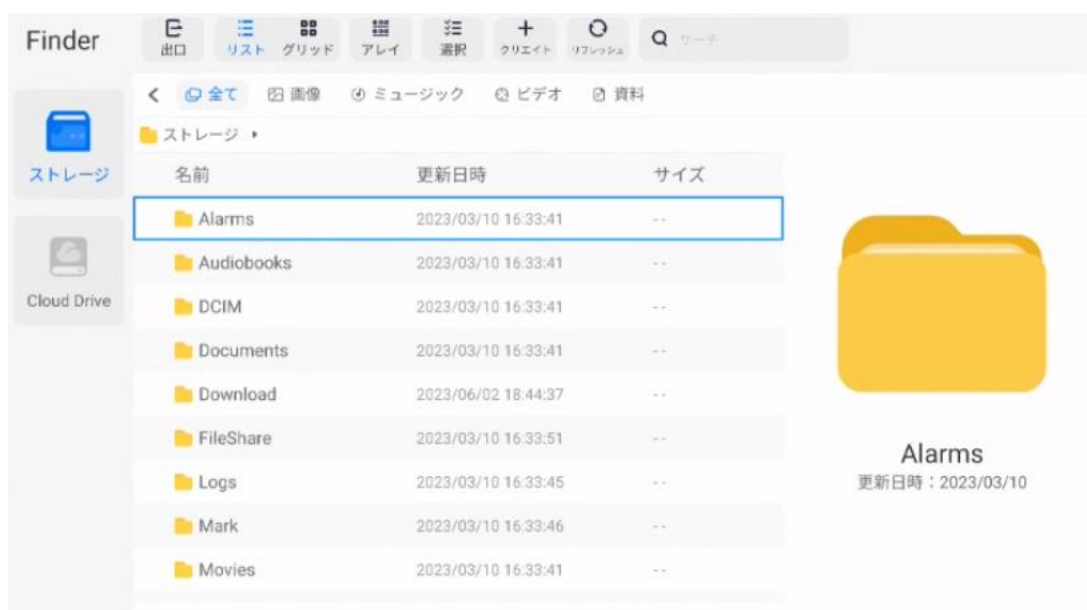 Finder
出口 リスト グリッド アレイ 選択 クリエイト リフレッシュ サーチ
全て 画像 ミュージック ビデオ 資料
ストレージ
ストレージ
Cloud Drive
名前 更新日時 サイズ
Alarms 2023/03/10 16:33:41 --
Audiobooks 2023/03/10 16:33:41 --
DCIM 2023/03/10 16:33:41 --
Documents 2023/03/10 16:33:41 --
Download 2023/06/02 18:44:37 --
FileShare 2023/03/10 16:33:51 --
Logs 2023/03/10 16:33:45 --
Mark 2023/03/10 16:33:46 --
Movies 2023/03/10 16:33:41 --
Alarms
更新日時：2023/03/10